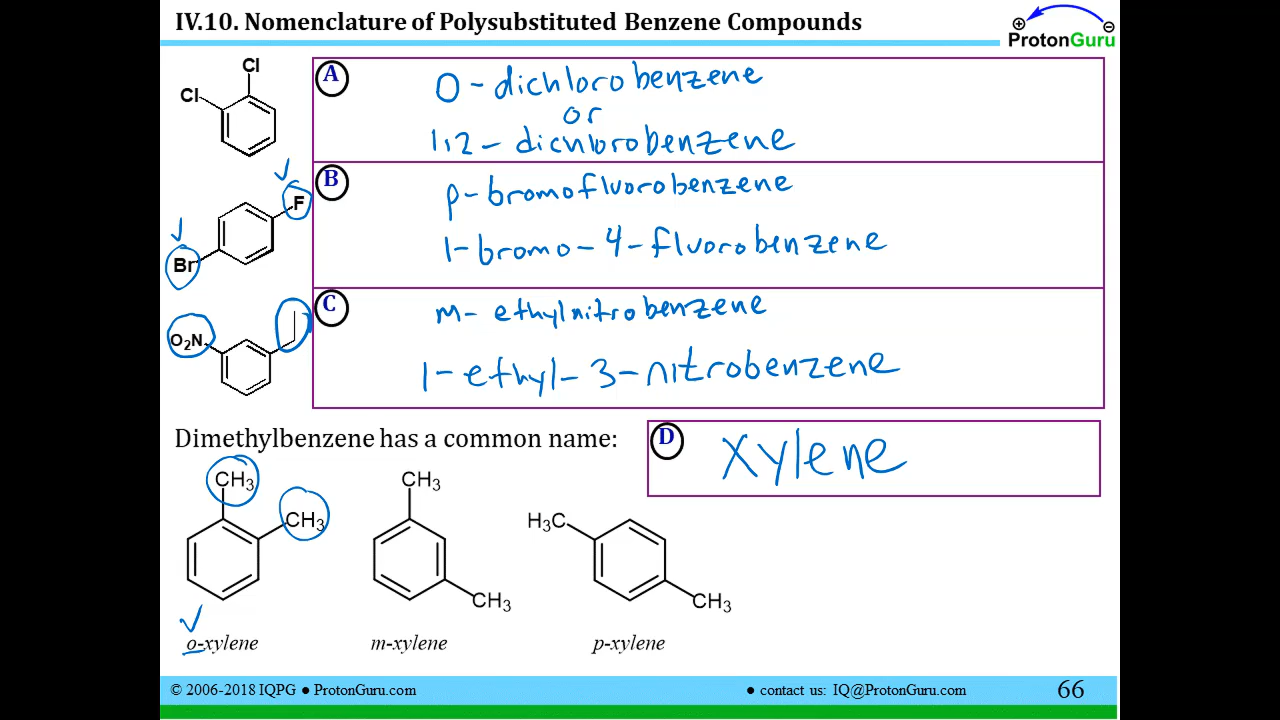 IV.10. Nomenclature of Polysubstituted Benzene Compounds
ProtonGuru
Cl
Cl
A
O - dichlorobenzene
or
1,2 - dichlorobenzene
F
Br
B
p- bromofluorobenzene
1- bromo - 4 - fluorobenzene
O2N
C
m- ethylnitrobenzene
1 - ethyl - 3 - nitrobenzene
Dimethylbenzene has a common name:
D
Xylene
CH3
CH3
o-xylene
CH3
CH3
m-xylene
H3C
CH3
p-xylene
© 2006-2018 IQPG ● ProtonGuru.com
● contact us: IQ@ProtonGuru.com
66